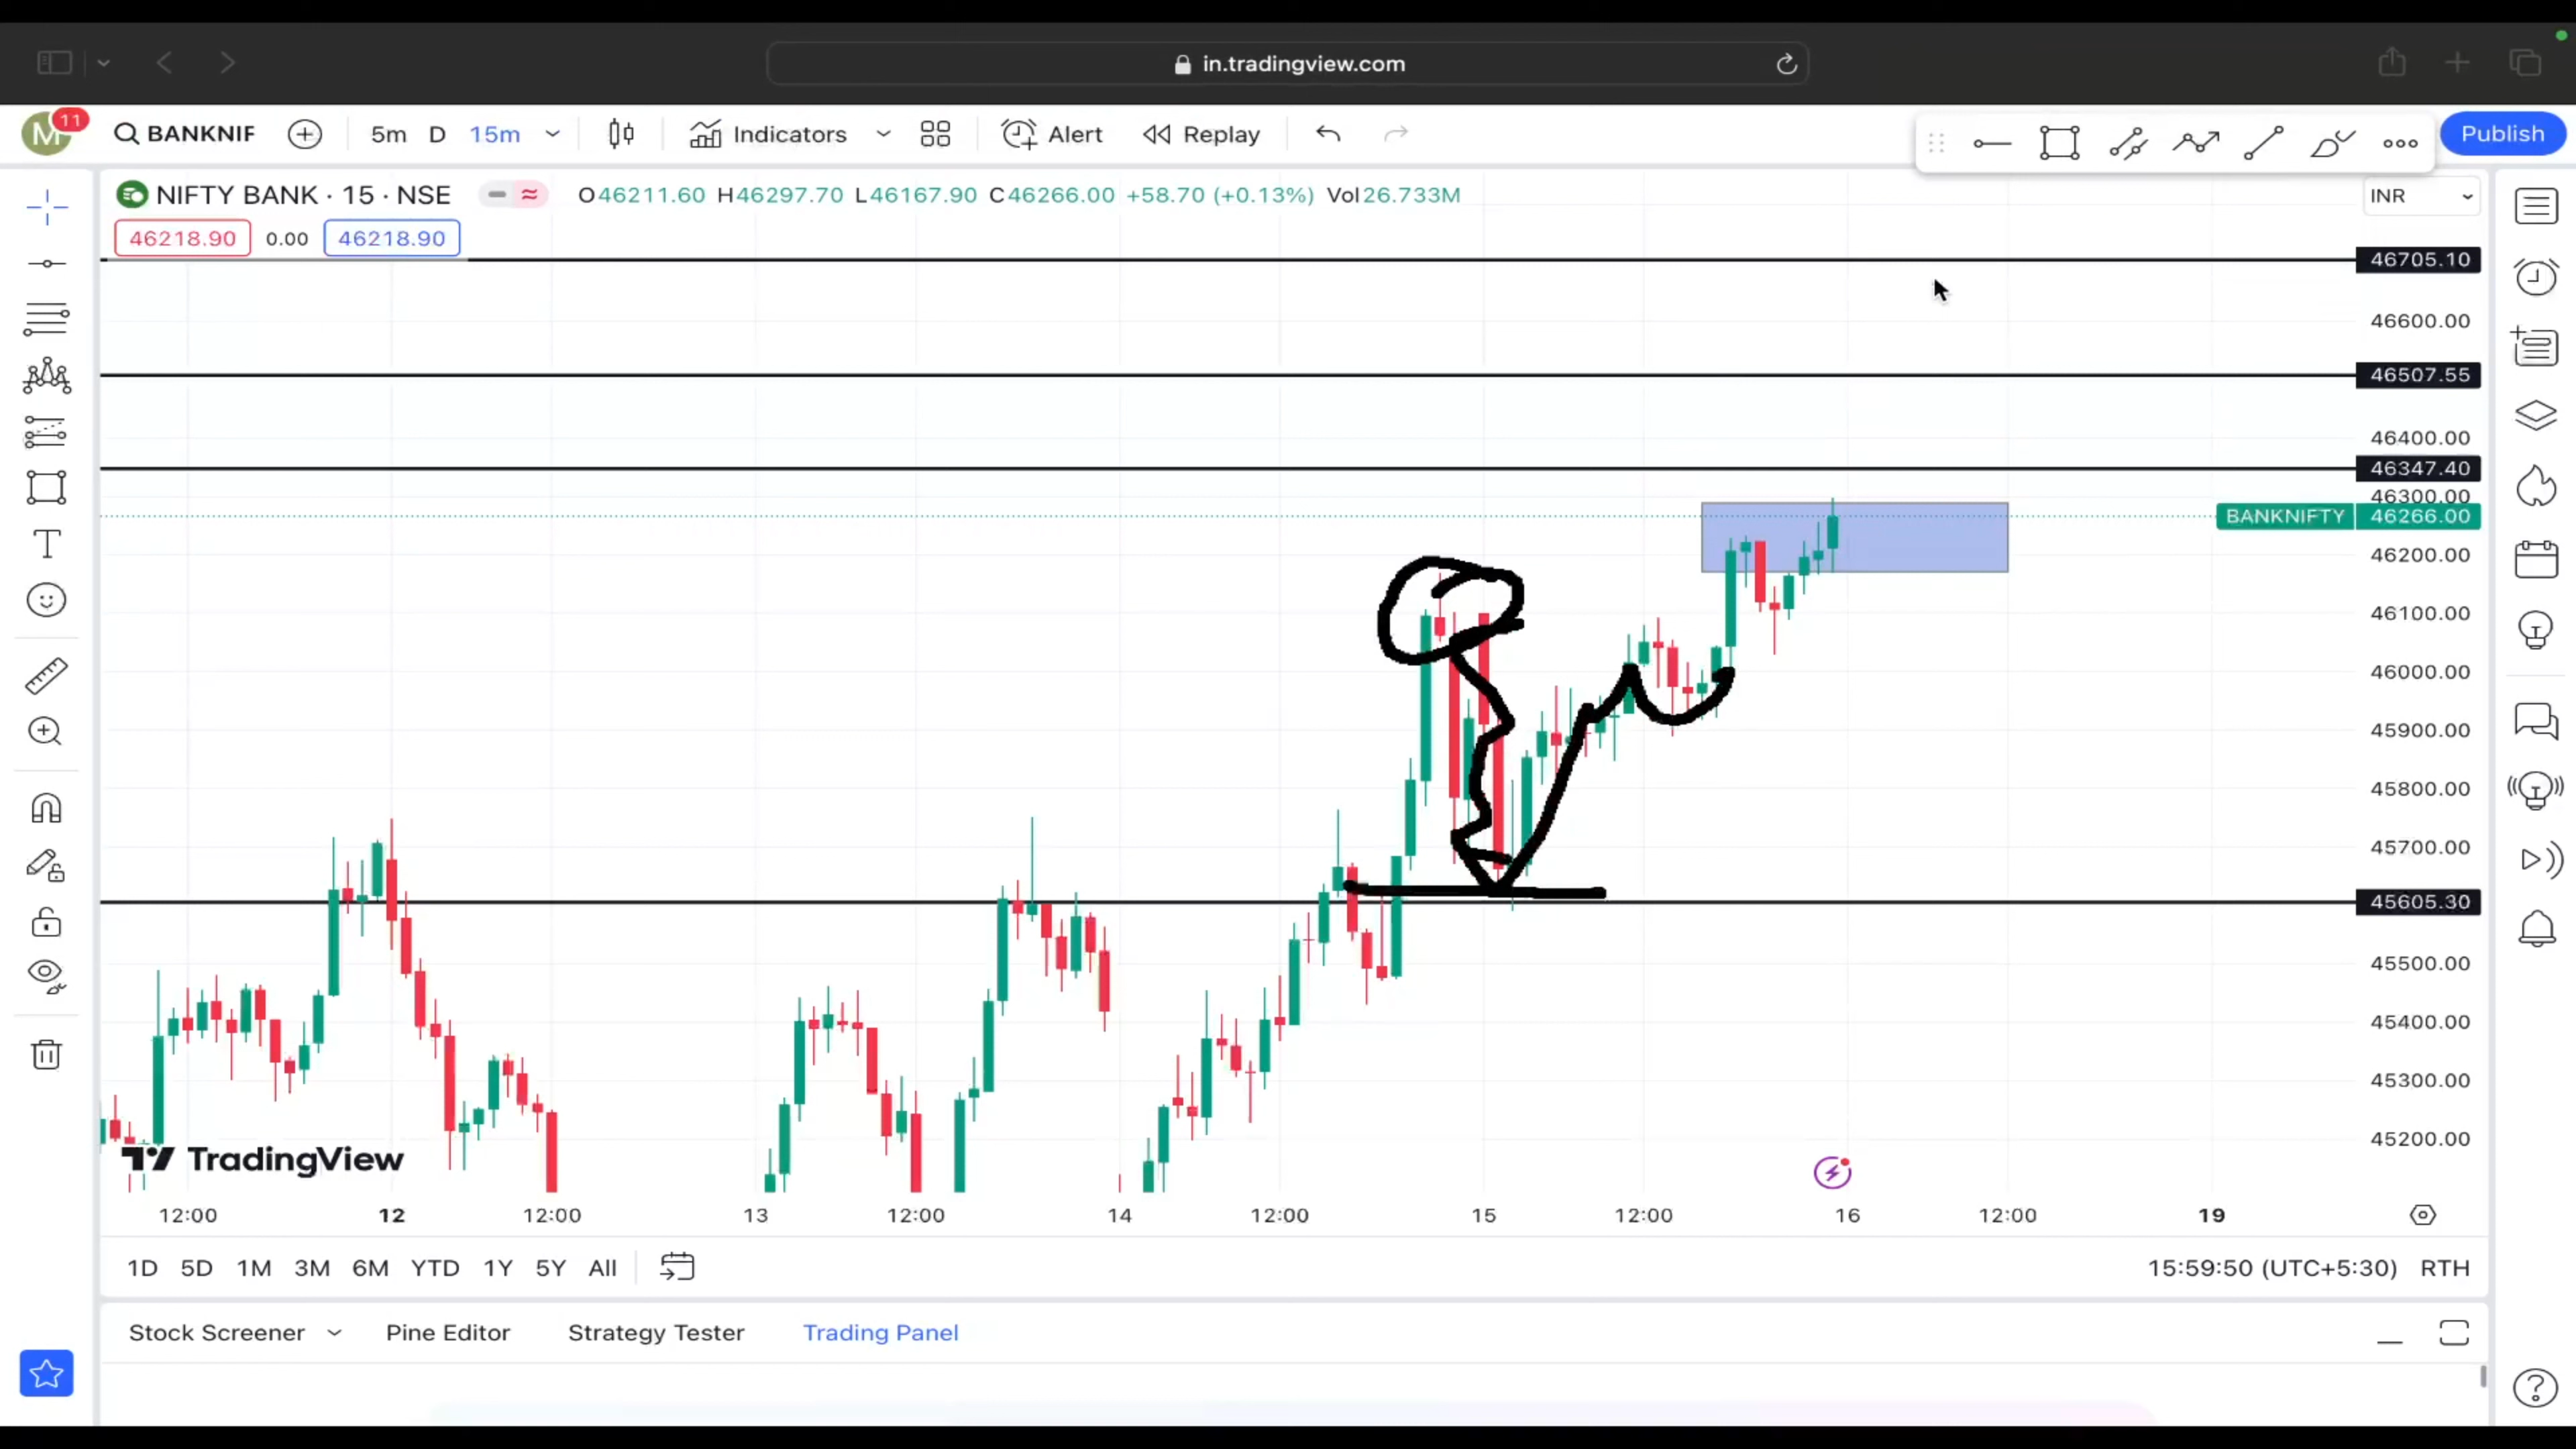 in.tradingview.com
M 11 BANKNIF 5m D 15m Indicators Alert Replay Publish
NIFTY BANK · 15 · NSE O46211.60 H46297.70 L46167.90 C46266.00 +58.70 (+0.13%) Vol26.733M
INR
46218.90 0.00 46218.90
46705.10
46600.00
46507.55
46400.00
46347.40
46300.00
BANKNIFTY 46266.00
46200.00
46100.00
46000.00
45900.00
45800.00
45700.00
45605.30
45500.00
45400.00
45300.00
45200.00
TradingView
12:00 12 12:00 13 12:00 14 12:00 15 12:00 16 12:00 19
1D 5D 1M 3M 6M YTD 1Y 5Y All 15:59:50 (UTC+5:30) RTH
Stock Screener Pine Editor Strategy Tester Trading Panel